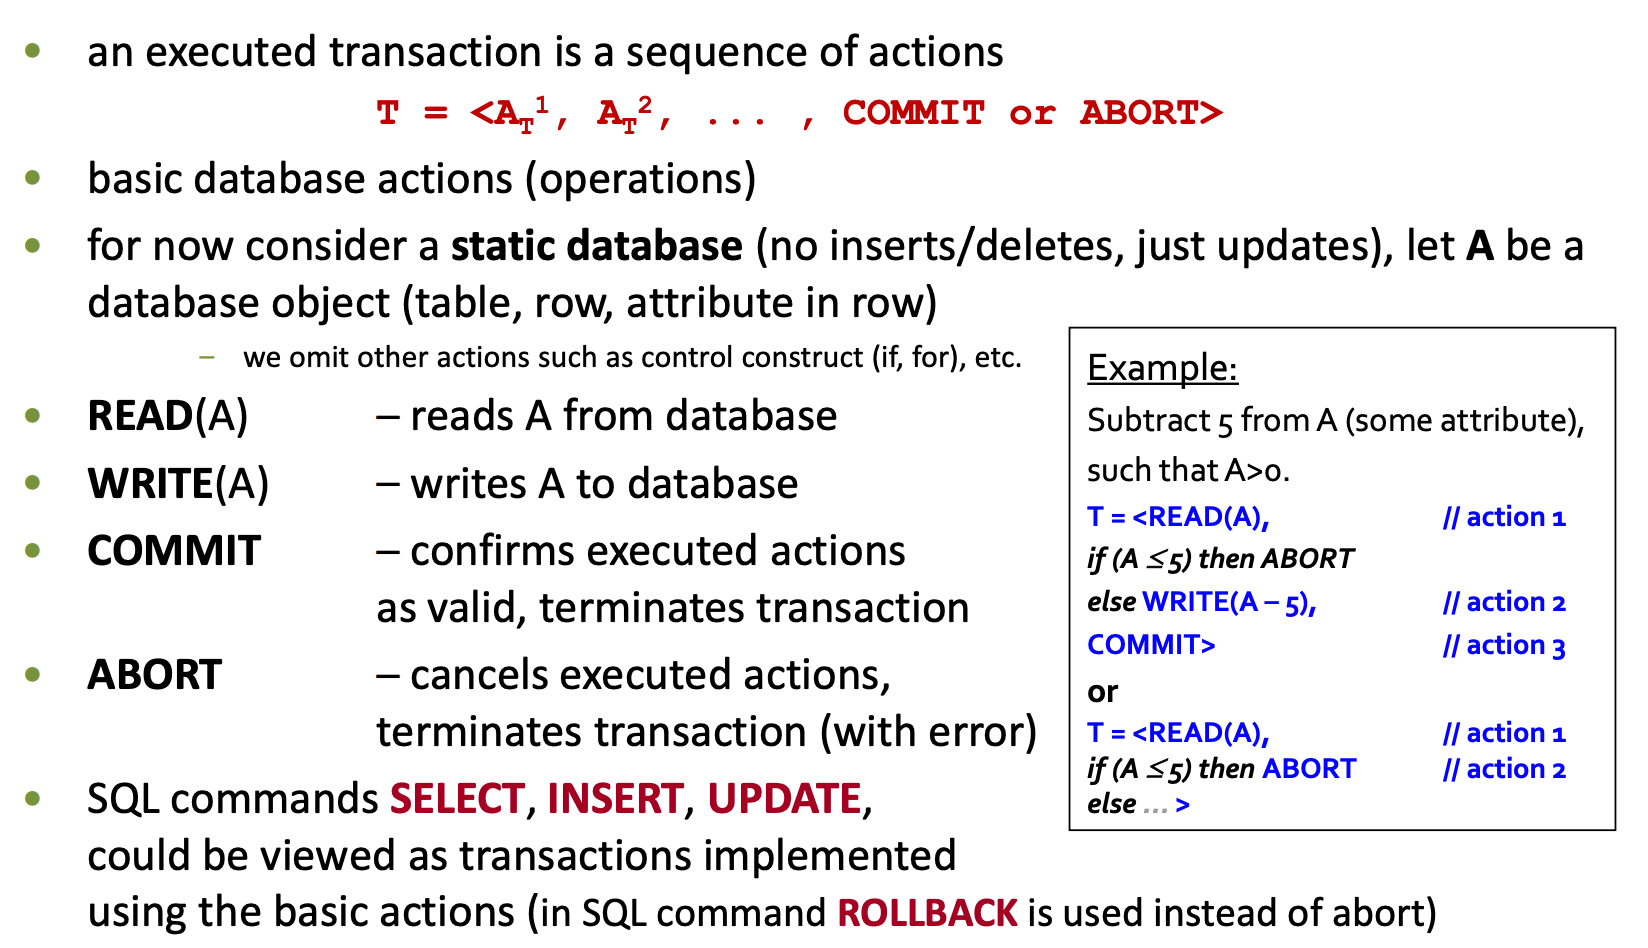 • an executed transaction is a sequence of actions
T = <A_T^1, A_T^2, ... , COMMIT or ABORT>
• basic database actions (operations)
• for now consider a static database (no inserts/deletes, just updates), let A be a
database object (table, row, attribute in row)
– we omit other actions such as control construct (if, for), etc.
• READ(A) – reads A from database
• WRITE(A) – writes A to database
• COMMIT – confirms executed actions
as valid, terminates transaction
• ABORT – cancels executed actions,
terminates transaction (with error)
• SQL commands SELECT, INSERT, UPDATE,
could be viewed as transactions implemented
using the basic actions (in SQL command ROLLBACK is used instead of abort)
Example:
Subtract 5 from A (some attribute),
such that A>0.
T = <READ(A), // action 1
if (A ≤ 5) then ABORT
else WRITE(A – 5), // action 2
COMMIT> // action 3
or
T = <READ(A), // action 1
if (A ≤ 5) then ABORT // action 2
else ... >